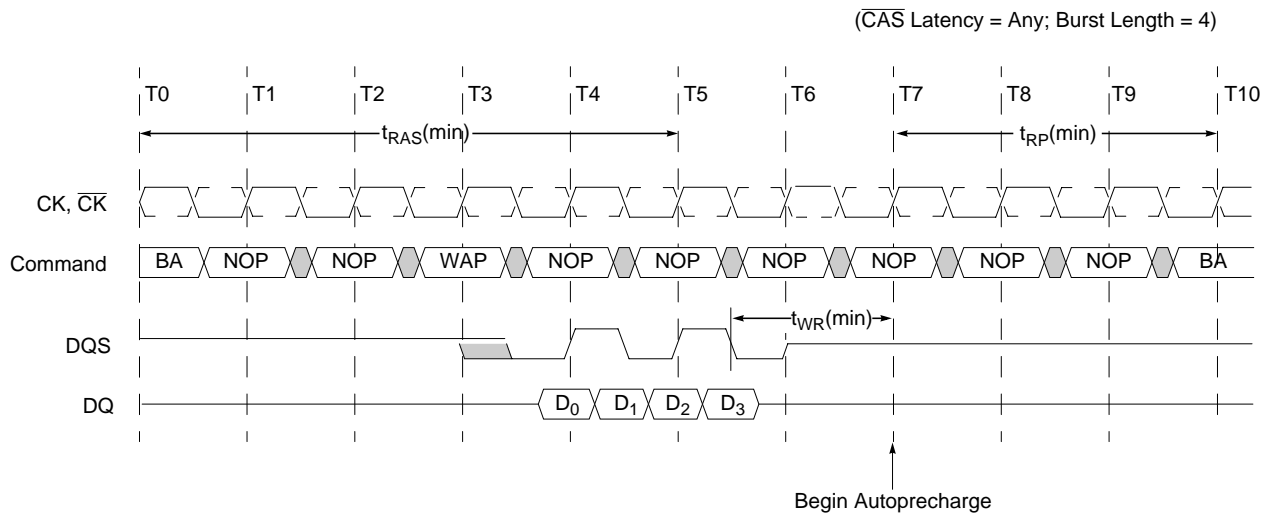 (CAS Latency = Any; Burst Length = 4)
T0 T1 T2 T3 T4 T5 T6 T7 T8 T9 T10
tRAS(min) tRP(min)
CK, CK
Command BA NOP NOP WAP NOP NOP NOP NOP NOP NOP BA
tWR(min)
DQS
DQ D0 D1 D2 D3
Begin Autoprecharge